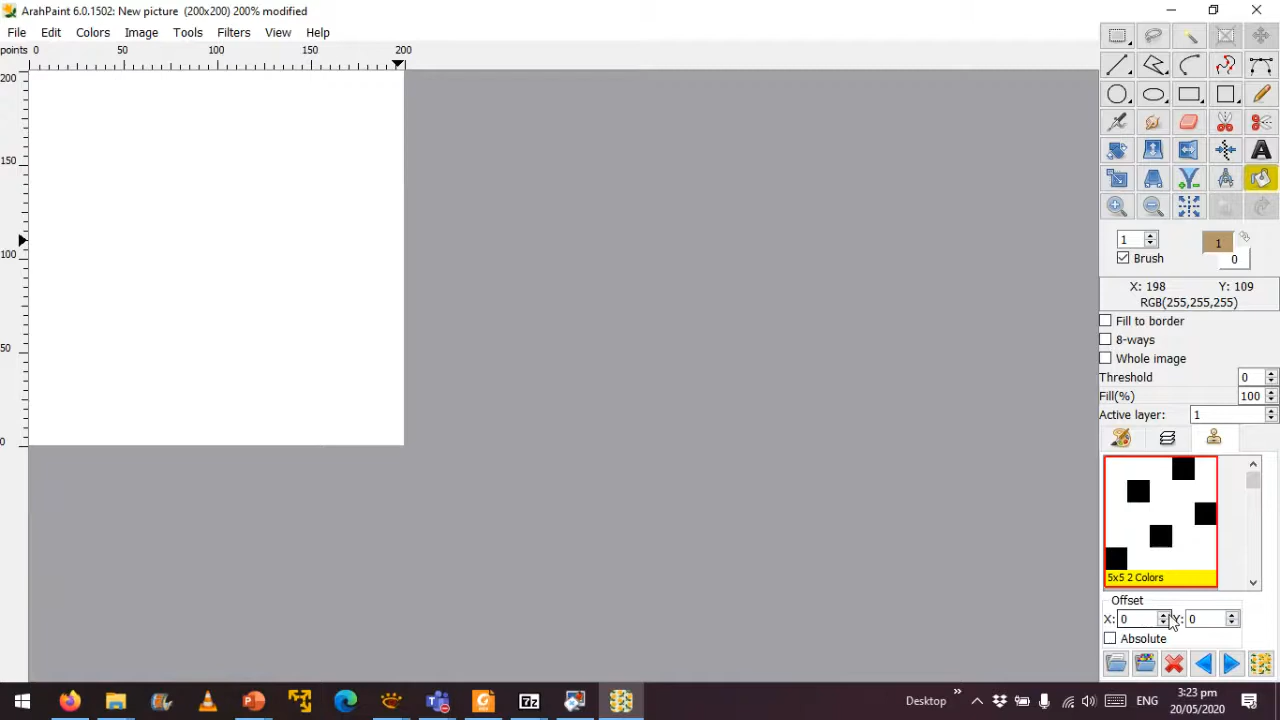 ArahPaint 6.0.1502: New picture (200x200) 200% modified
File Edit Colors Image Tools Filters View Help
points 0 50 100 150 200
200
150
100
50
0
A
1
1
0
Brush
X: 198 Y: 109
RGB(255,255,255)
Fill to border
8-ways
Whole image
Threshold 0
Fill(%) 100
Active layer: 1
5x5 2 Colors
Offset
X: 0 Y: 0
Absolute
7z
Desktop
ENG
3:23 pm
20/05/2020